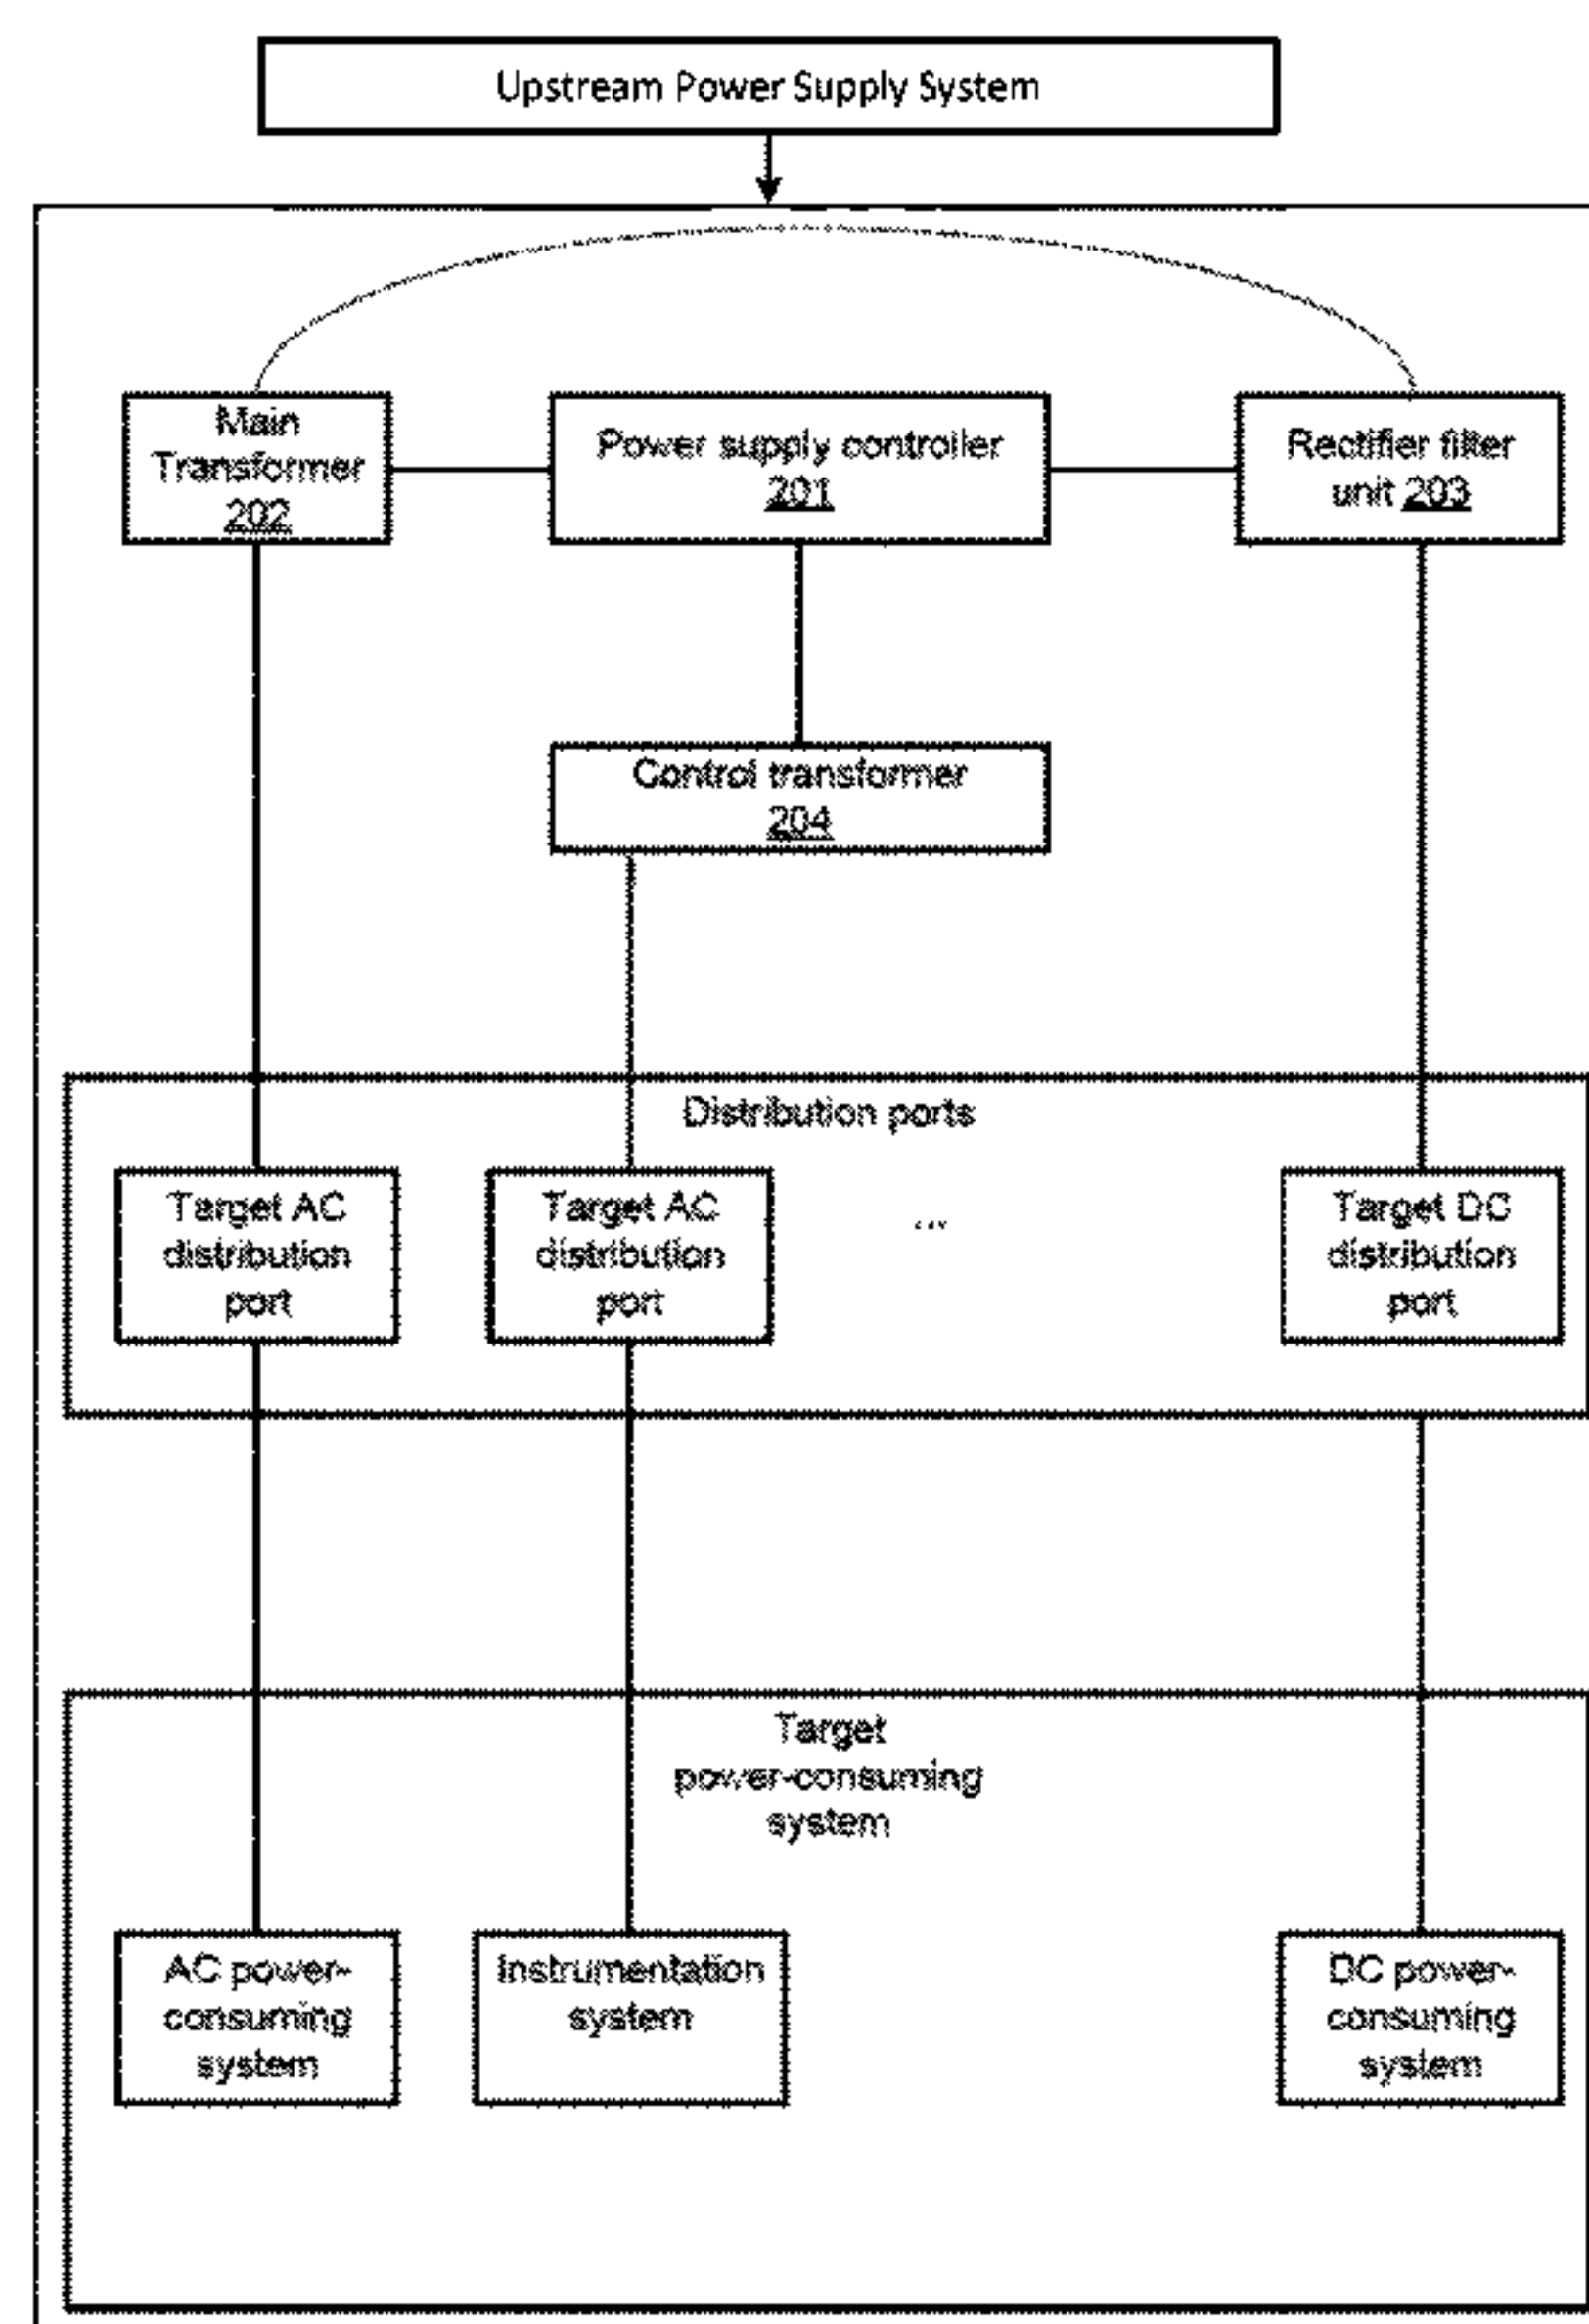 Upstream Power Supply System
Main
Transformer
202
Power supply controller
201
Rectifier filter
unit 203
Control transformer
204
Distribution ports
Target AC
distribution
port
Target AC
distribution
port
...
Target DC
distribution
port
Target
power-consuming
system
AC power-
consuming
system
Instrumentation
system
DC power-
consuming
system